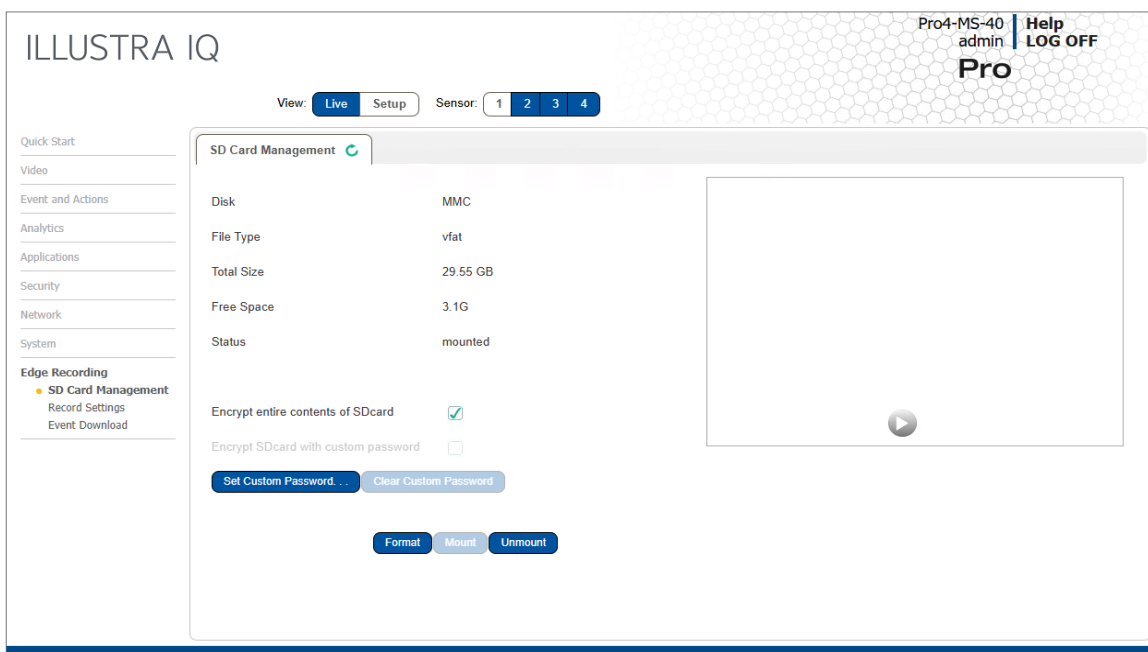 ILLUSTRA IQ
Pro4-MS-40 Help
admin LOG OFF
Pro
View: Live Setup Sensor: 1 2 3 4
Quick Start
Video
Event and Actions
Analytics
Applications
Security
Network
System
Edge Recording
SD Card Management
Record Settings
Event Download
SD Card Management
Disk MMC
File Type vfat
Total Size 29.55 GB
Free Space 3.1G
Status mounted
Encrypt entire contents of SDcard
Encrypt SDcard with custom password
Set Custom Password. . . Clear Custom Password
Format Mount Unmount